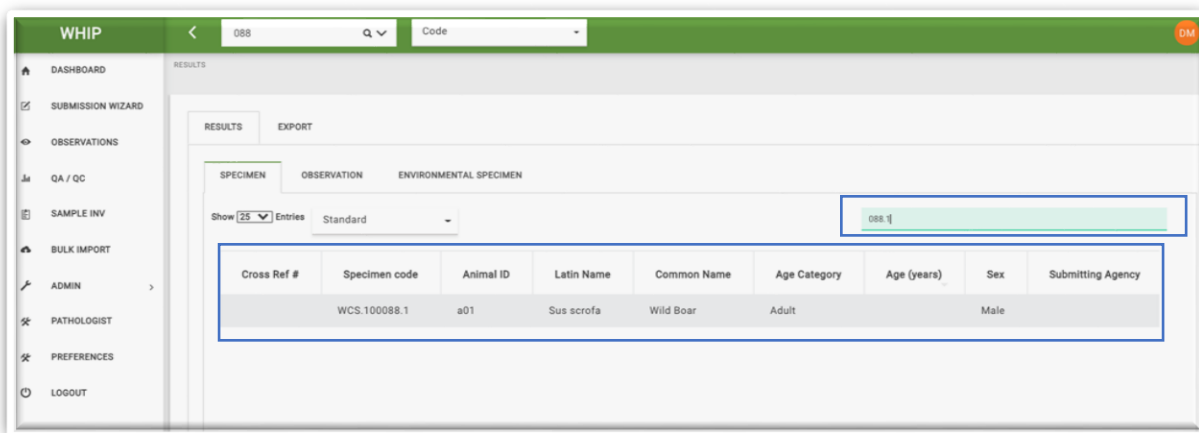 WHIP
088
Code
DM
DASHBOARD
SUBMISSION WIZARD
OBSERVATIONS
QA / QC
SAMPLE INV
BULK IMPORT
ADMIN
PATHOLOGIST
PREFERENCES
LOGOUT
RESULTS
RESULTS EXPORT
SPECIMEN OBSERVATION ENVIRONMENTAL SPECIMEN
Show 25 Entries Standard 088.1
Cross Ref # Specimen code Animal ID Latin Name Common Name Age Category Age (years) Sex Submitting Agency
WCS.100088.1 a01 Sus scrofa Wild Boar Adult Male